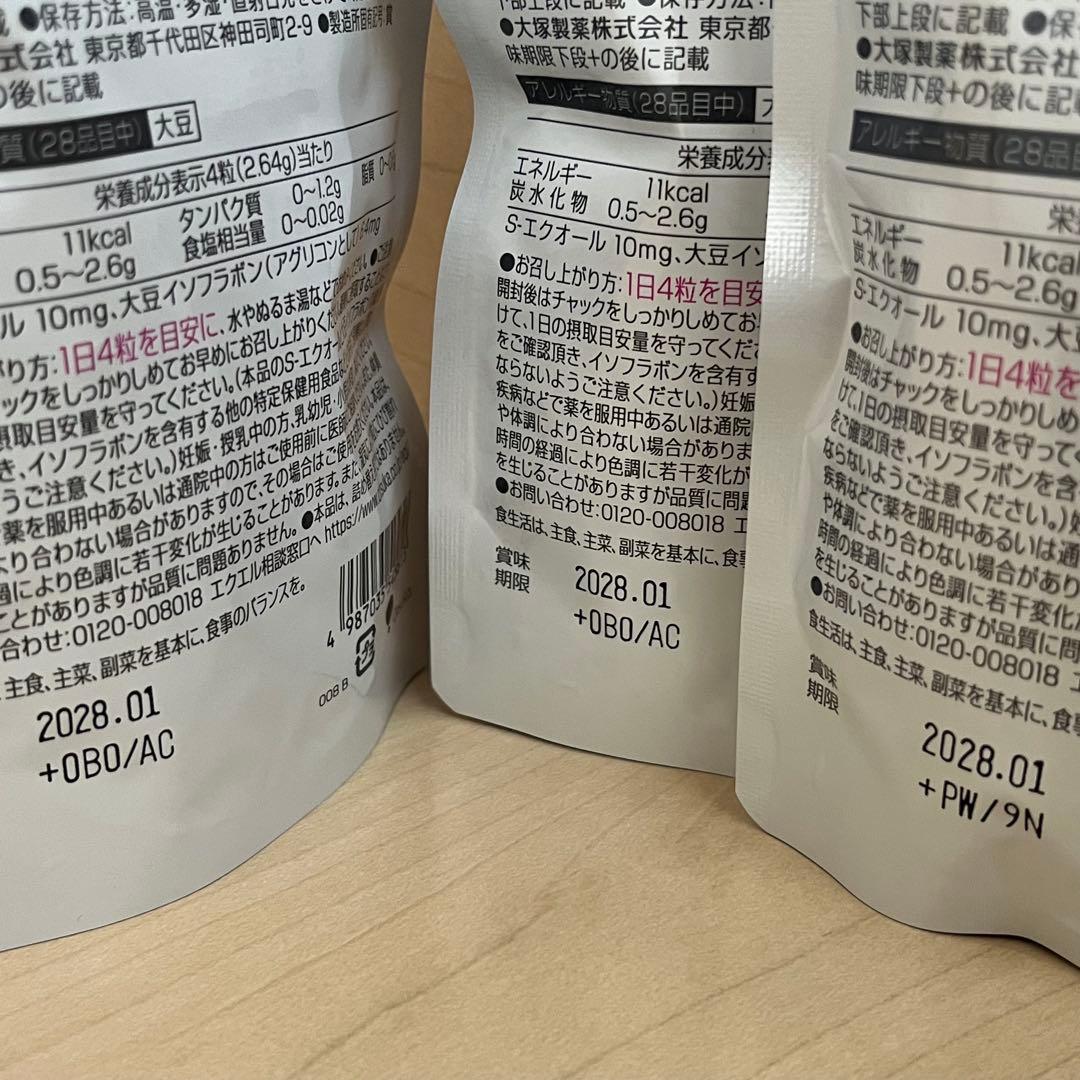 ●保存方法:高温・多湿・直射日光をさけて
式会社 東京都千代田区神田司町2-9 ●製造所固有記号:賞
の後に記載
質(28品目中) 大豆
栄養成分表示4粒(2.64g)当たり
11kcal タンパク質 0〜1.2g 脂質
0.5〜2.6g 食塩相当量 0〜0.02g
ル 10mg、大豆イソフラボン(アグリコンとして)1.64mg
がり方:1日4粒を目安に、水やぬるま湯など
ックをしっかりしめてお早めにお召し上がりくだ
摂取目安量を守ってください。(本品のS-エクオー
き、イソフラボンを含有する他の特定保健用食品
ようご注意ください。)妊娠・授乳中の方、乳幼児・小
薬を服用中あるいは通院中の方はご使用前に医師
より合わない場合がありますので、その場合はご使用
過により色調に若干変化が生じることがあります。また、
ことがありますが品質に問題ありません。●本品は、
合わせ:0120-008018 エクエル相談窓口へ https://www.
、主食、主菜、副菜を基本に、食事のバランスを。
4 987035
008 B
2028.01
+0B0/AC
下部上段に記載 ●保存方法:
●大塚製薬株式会社 東京都
味期限下段+の後に記載
アレルギー物質(28品目中)
栄養成分
エネルギー 11kcal
炭水化物 0.5〜2.6g
S-エクオール 10mg、大豆イソ
●お召し上がり方:1日4粒を目安
開封後はチャックをしっかりしめてお
けて、1日の摂取目安量を守ってくだ
をご確認頂き、イソフラボンを含有す
ならないようご注意ください。)妊娠
疾病などで薬を服用中あるいは通院
や体調により合わない場合がありま
時間の経過により色調に若干変化が
を生じることがありますが品質に問題
●お問い合わせ:0120-008018 エ
食生活は、主食、主菜、副菜を基本に、食事
賞味
期限
2028.01
+0B0/AC
下部上段に記載 ●保
●大塚製薬株式会社
味期限下段+の後に記載
アレルギー物質(28品目
栄
エネルギー 11kcal
炭水化物 0.5〜2.6g
S-エクオール 10mg、大豆
●お召し上がり方:1日4粒を
開封後はチャックをしっかりしめ
けて、1日の摂取目安量を守って
をご確認頂き、イソフラボンを含
ならないようご注意ください。)
疾病などで薬を服用中あるいは通
や体調により合わない場合があり
時間の経過により色調に若干変化
を生じることがありますが品質に問
●お問い合わせ:0120-008018
食生活は、主食、主菜、副菜を基本に、食
賞味
期限
2028.01
+PW/9N